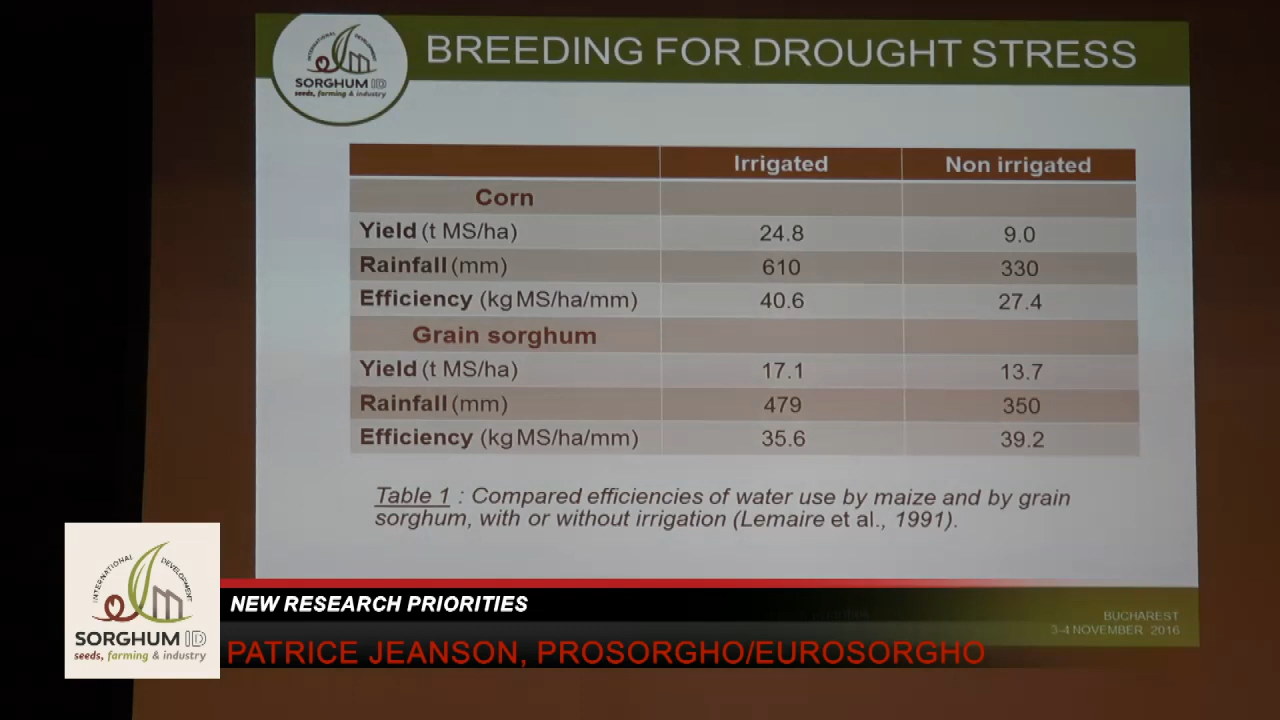 INTERNATIONAL DEVELOPMENT
SORGHUM ID
seeds, farming & industry
BREEDING FOR DROUGHT STRESS
Irrigated Non irrigated
Corn
Yield (t MS/ha) 24.8 9.0
Rainfall (mm) 610 330
Efficiency (kg MS/ha/mm) 40.6 27.4
Grain sorghum
Yield (t MS/ha) 17.1 13.7
Rainfall (mm) 479 350
Efficiency (kg MS/ha/mm) 35.6 39.2
Table 1 : Compared efficiencies of water use by maize and by grain
sorghum, with or without irrigation (Lemaire et al., 1991).
INTERNATIONAL DEVELOPMENT
SORGHUM ID
seeds, farming & industry
NEW RESEARCH PRIORITIES
PATRICE JEANSON, PROSORGHO/EUROSORGHO
BUCHAREST
3-4 NOVEMBER 2016